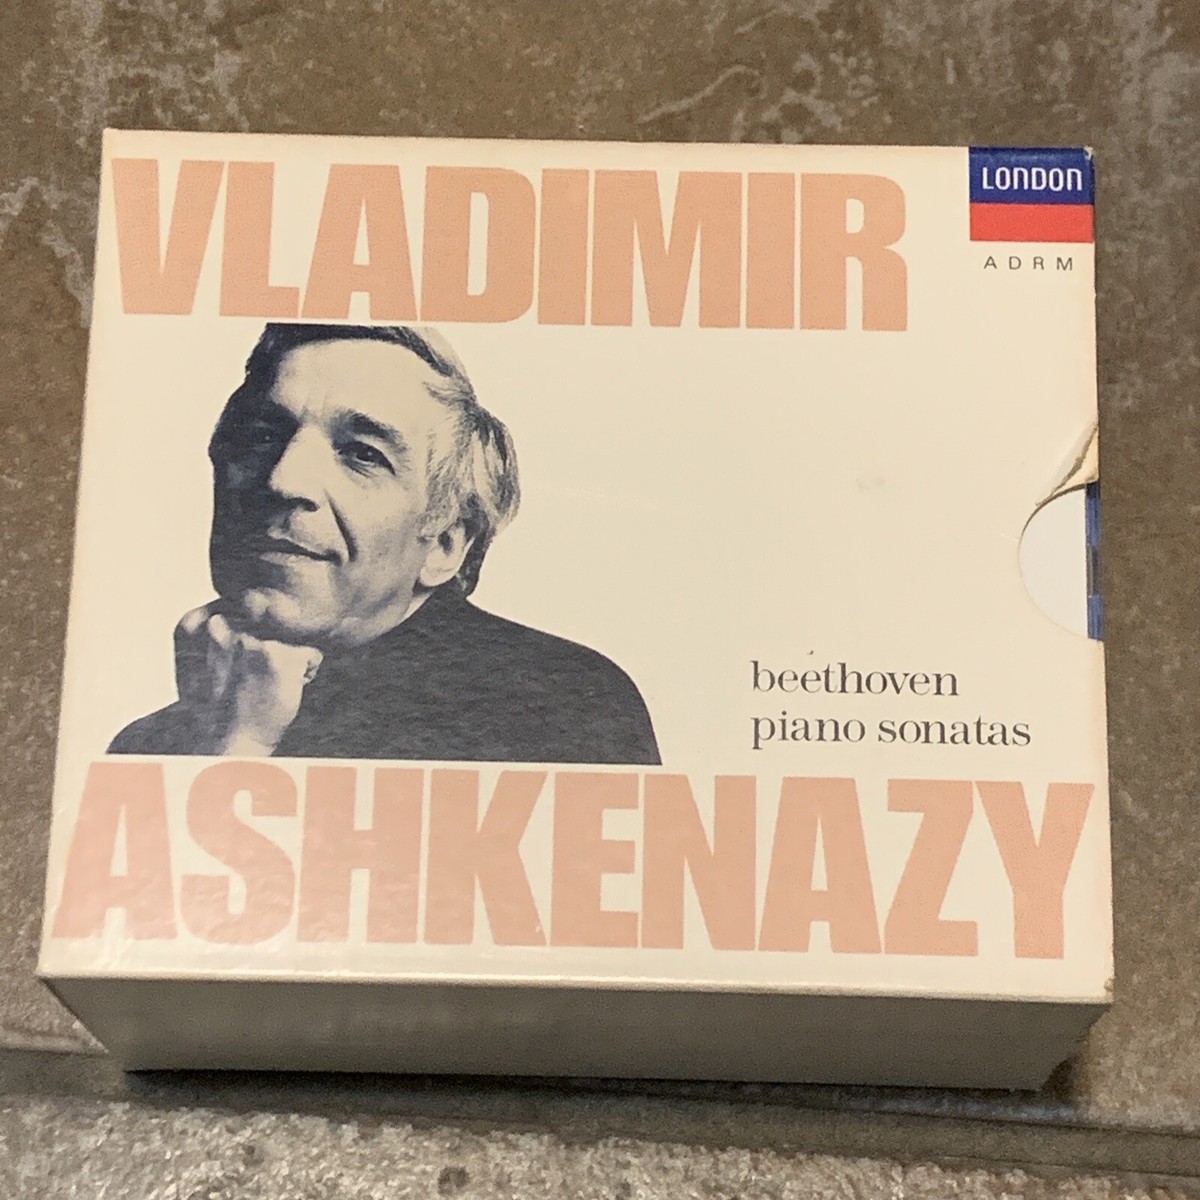 VLADIMIR
LONDON
ADRM
beethoven
piano sonatas
ASHKENAZY